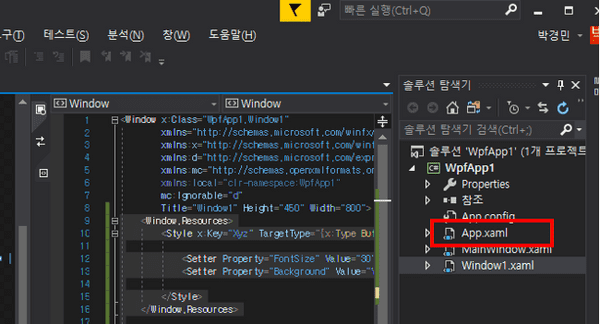 빠른 실행(Ctrl+Q)
구(T) 테스트(S) 분석(N) 창(W) 도움말(H)
박경민
Window
Window
1 <Window x:Class="WpfApp1.Window1"
2 xmlns="http://schemas.microsoft.com/winfx/
3 xmlns:x="http://schemas.microsoft.com/winf
4 xmlns:d="http://schemas.microsoft.com/expr
5 xmlns:mc="http://schemas.openxmlformats.or
6 xmlns:local="clr-namespace:WpfApp1"
7 mc:Ignorable="d"
8 Title="Window1" Height="450" Width="800">
9 <Window.Resources>
10 <Style x:Key="Xyz" TargetType="{x:Type But
11
12 <Setter Property="FontSize" Value="30"
13 <Setter Property="Background" Value="
14
15 </Style>
16 </Window.Resources>
솔루션 탐색기
솔루션 탐색기 검색(Ctrl+;)
솔루션 'WpfApp1' (1개 프로젝트
WpfApp1
Properties
참조
App.config
App.xaml
MainWindow.xaml
Window1.xaml